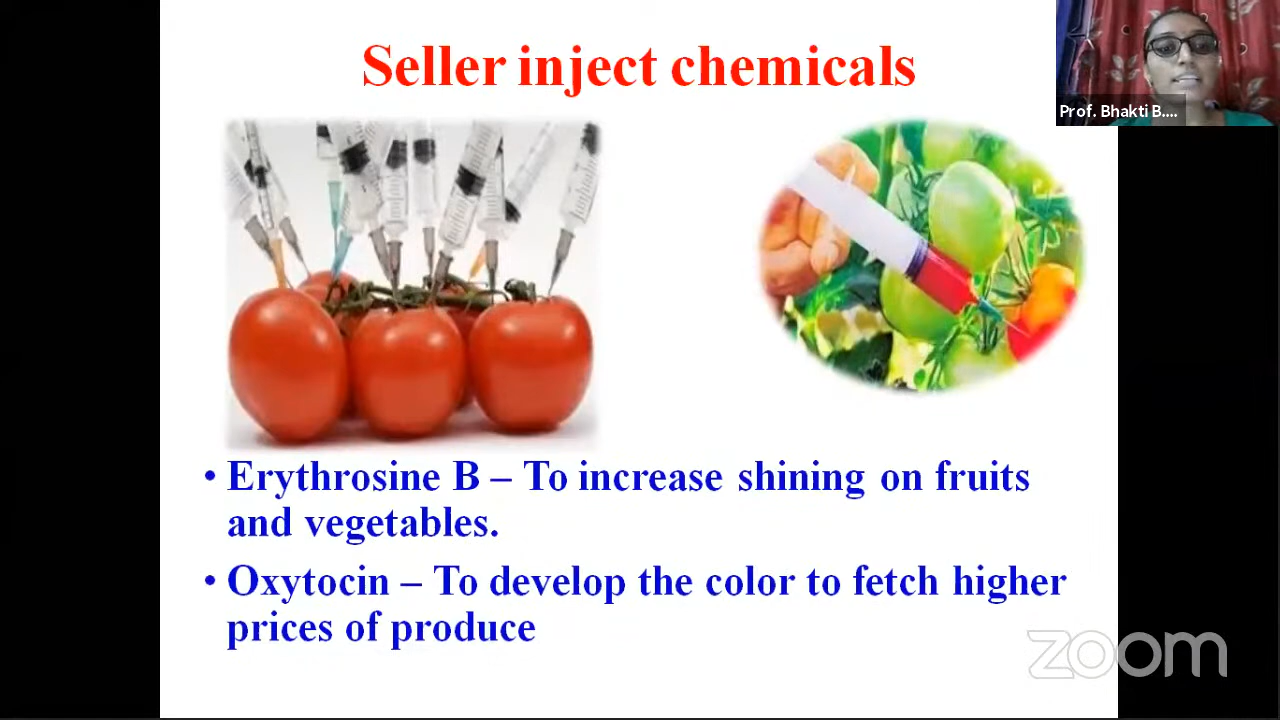 Seller inject chemicals
Prof. Bhakti B....
• Erythrosine B – To increase shining on fruits
and vegetables.
• Oxytocin – To develop the color to fetch higher
prices of produce
zoom